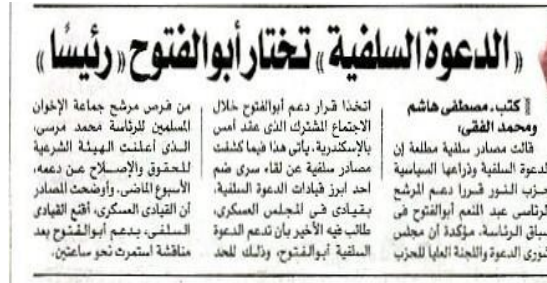 «الدعوة السلفية» تختار أبوالفتوح «رئيسًا»
كتب، مصطفى هاشم
ومحمد الفقى:
قالت مصادر سلفية مطلعة إن
الدعوة السلفية وذراعها السياسية
حزب النور قررا دعم المرشح
الرئاسى عبد المنعم أبوالفتوح فى
سباق الرئاسة، مؤكدة أن مجلس
شورى الدعوة واللجنة العليا للحزب
اتخذا قرار دعم أبوالفتوح خلال
الاجتماع المشترك الذى عقد أمس
بالإسكندرية. يأتى هذا فيما كشفت
مصادر سلفية عن لقاء سرى ضم
احد ابرز قيادات الدعوة السلفية،
بقيادى فى المجلس العسكرى،
طالب فيه الأخير بأن تدعم الدعوة
السلفية أبوالفتوح، وذلك للحد
من فرص مرشح جماعة الإخوان
المسلمين للرئاسة محمد مرسى،
الذى أعلنت الهيئة الشرعية
للحقوق والإصلاح عن دعمه،
الأسبوع الماضى. وأوضحت المصادر
أن القيادى العسكرى، أقنع القيادى
السلفى، بدعم أبوالفتوح بعد
مناقشة استمرت نحو ساعتين.